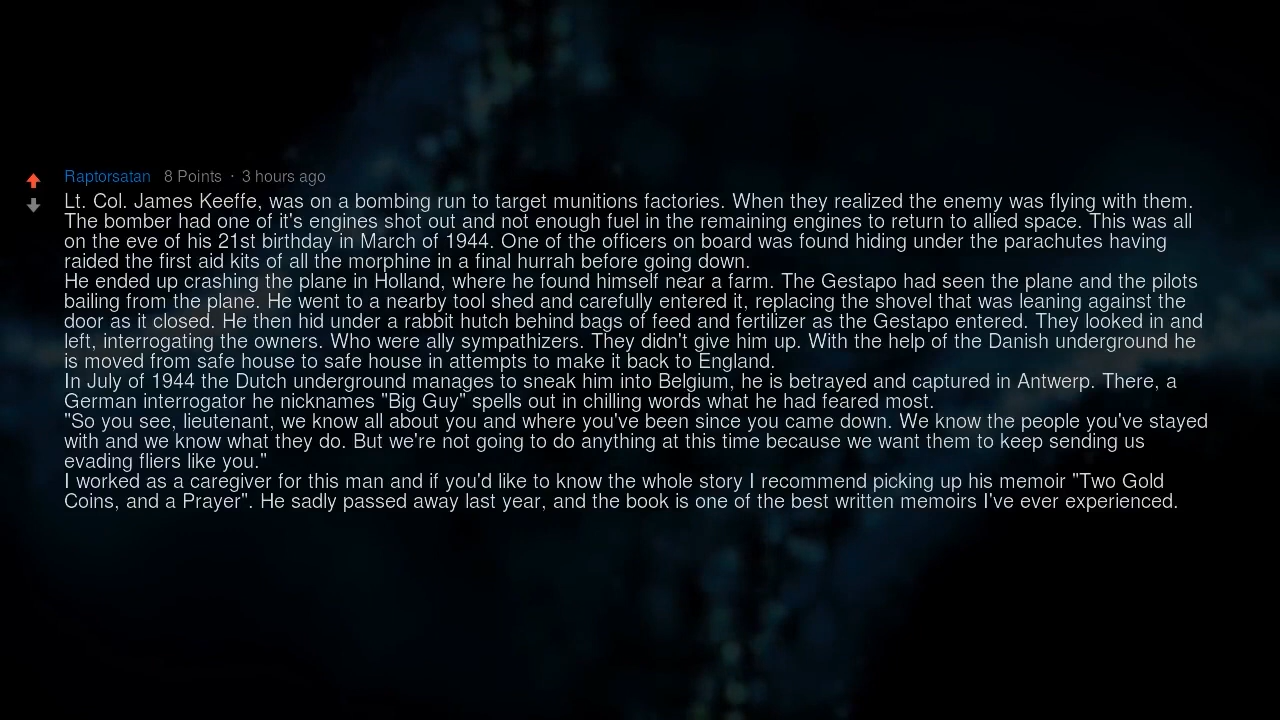 Raptorsatan 8 Points · 3 hours ago
Lt. Col. James Keeffe, was on a bombing run to target munitions factories. When they realized the enemy was flying with them.
The bomber had one of it's engines shot out and not enough fuel in the remaining engines to return to allied space. This was all
on the eve of his 21st birthday in March of 1944. One of the officers on board was found hiding under the parachutes having
raided the first aid kits of all the morphine in a final hurrah before going down.
He ended up crashing the plane in Holland, where he found himself near a farm. The Gestapo had seen the plane and the pilots
bailing from the plane. He went to a nearby tool shed and carefully entered it, replacing the shovel that was leaning against the
door as it closed. He then hid under a rabbit hutch behind bags of feed and fertilizer as the Gestapo entered. They looked in and
left, interrogating the owners. Who were ally sympathizers. They didn't give him up. With the help of the Danish underground he
is moved from safe house to safe house in attempts to make it back to England.
In July of 1944 the Dutch underground manages to sneak him into Belgium, he is betrayed and captured in Antwerp. There, a
German interrogator he nicknames "Big Guy" spells out in chilling words what he had feared most.
"So you see, lieutenant, we know all about you and where you've been since you came down. We know the people you've stayed
with and we know what they do. But we're not going to do anything at this time because we want them to keep sending us
evading fliers like you."
I worked as a caregiver for this man and if you'd like to know the whole story I recommend picking up his memoir "Two Gold
Coins, and a Prayer". He sadly passed away last year, and the book is one of the best written memoirs I've ever experienced.